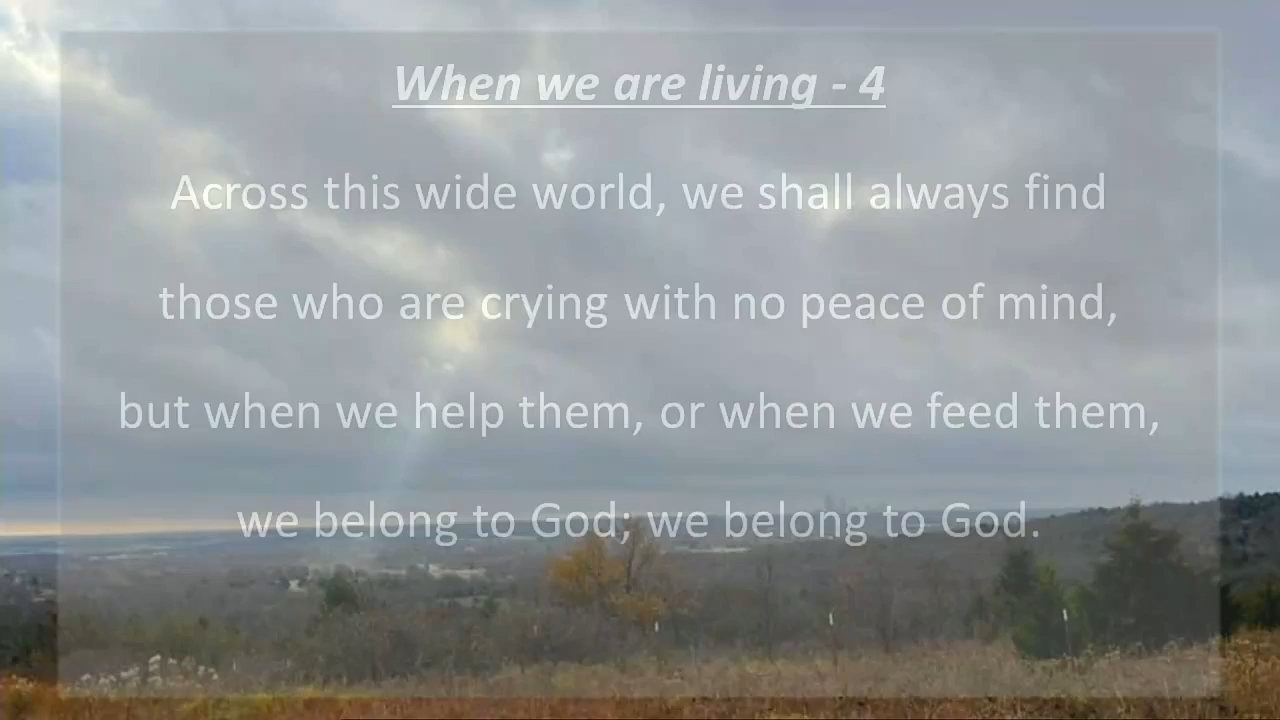 When we are living - 4
Across this wide world, we shall always find
those who are crying with no peace of mind,
but when we help them, or when we feed them,
we belong to God; we belong to God.